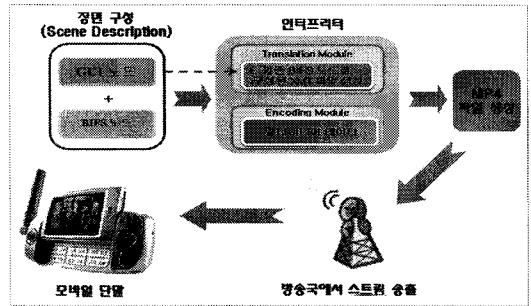 장면 구성
(Scene Description)
인터프리터
GUI 노드
+
BIFS 노드
Translation Module
Encoding Module
MP4
파일 생성
모바일 단말
방송국에서 스트림 송출